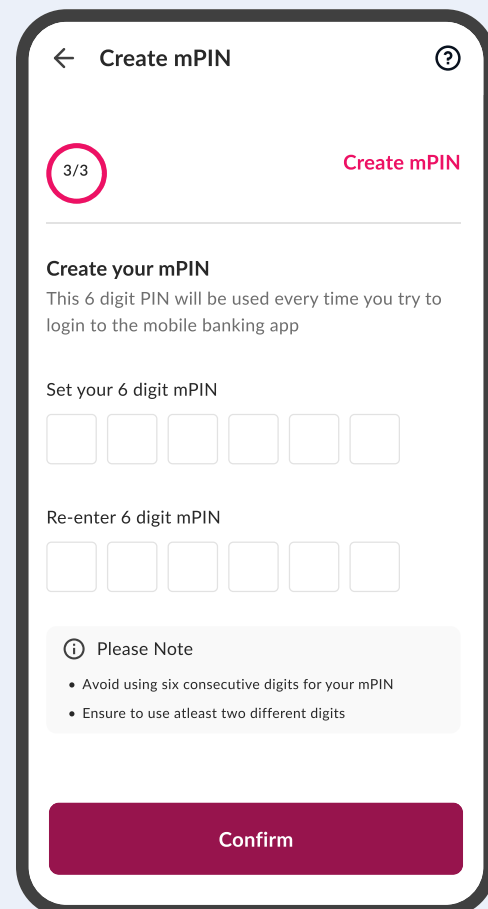 Create mPIN
3/3
Create mPIN
Create your mPIN
This 6 digit PIN will be used every time you try to
login to the mobile banking app
Set your 6 digit mPIN
Re-enter 6 digit mPIN
Please Note
• Avoid using six consecutive digits for your mPIN
• Ensure to use atleast two different digits
Confirm